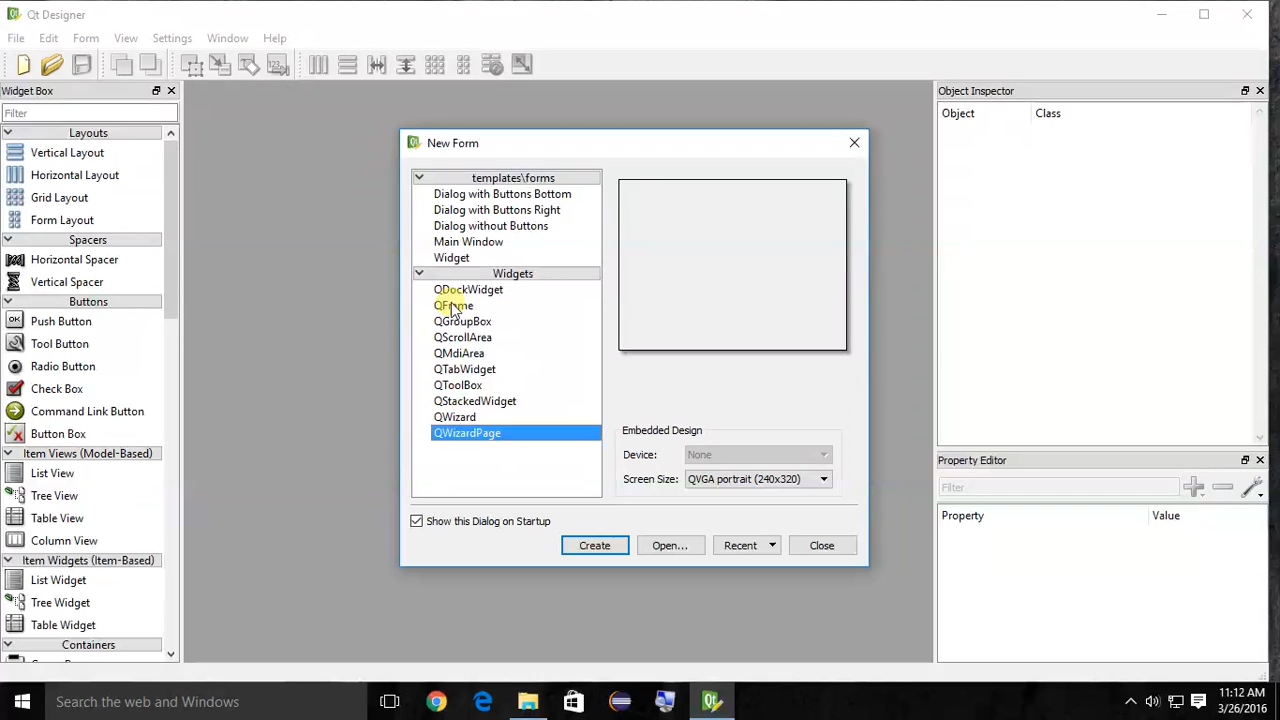 Qt Designer
File Edit Form View Settings Window Help
Widget Box
Filter
Layouts
Vertical Layout
Horizontal Layout
Grid Layout
Form Layout
Spacers
Horizontal Spacer
Vertical Spacer
Buttons
Push Button
Tool Button
Radio Button
Check Box
Command Link Button
Button Box
Item Views (Model-Based)
List View
Tree View
Table View
Column View
Item Widgets (Item-Based)
List Widget
Tree Widget
Table Widget
Containers
New Form
templates\forms
Dialog with Buttons Bottom
Dialog with Buttons Right
Dialog without Buttons
Main Window
Widget
Widgets
QDockWidget
QFrame
QGroupBox
QScrollArea
QMdiArea
QTabWidget
QToolBox
QStackedWidget
QWizard
QWizardPage
Embedded Design
Device: None
Screen Size: QVGA portrait (240x320)
Show this Dialog on Startup
Create Open... Recent Close
Object Inspector
Object Class
Property Editor
Filter
Property Value
Search the web and Windows
11:12 AM
3/26/2016